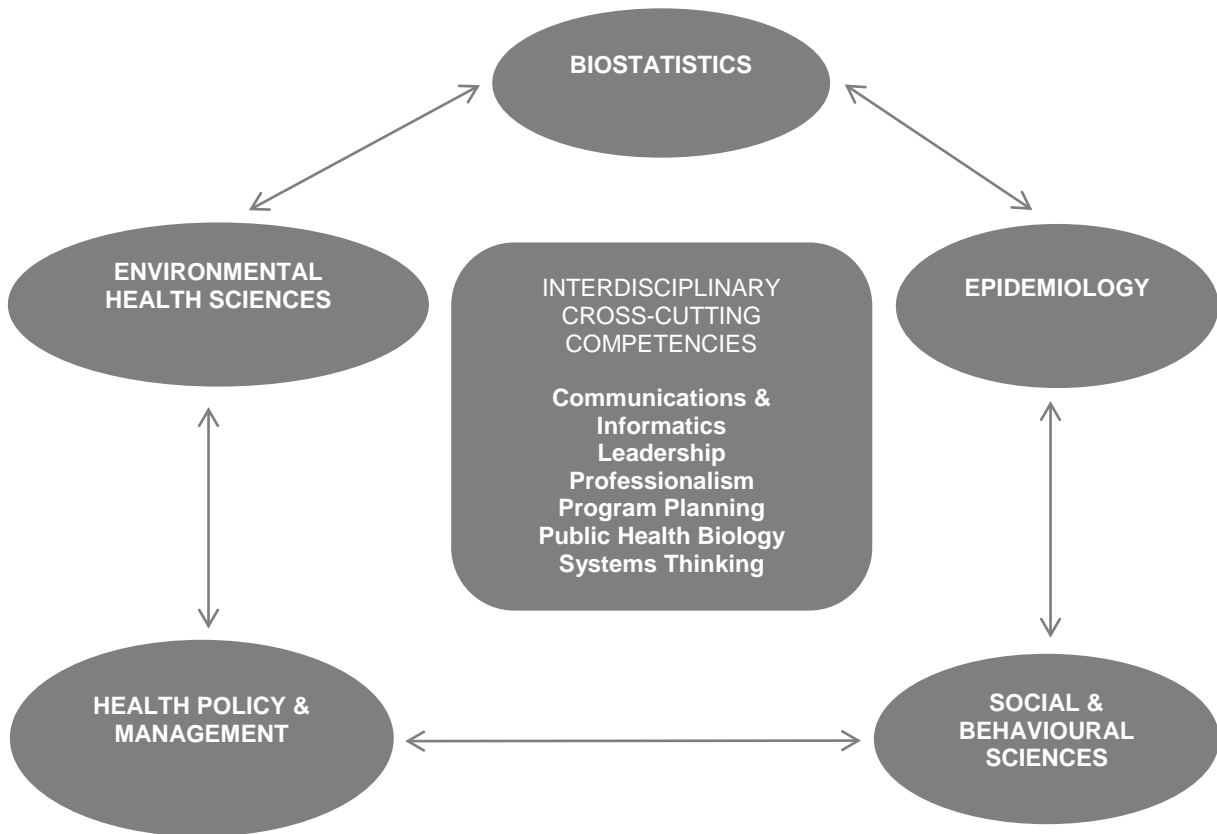 BIOSTATISTICS
ENVIRONMENTAL
HEALTH SCIENCES
INTERDISCIPLINARY
CROSS-CUTTING
COMPETENCIES
Communications &
Informatics
Leadership
Professionalism
Program Planning
Public Health Biology
Systems Thinking
EPIDEMIOLOGY
HEALTH POLICY &
MANAGEMENT
SOCIAL &
BEHAVIOURAL
SCIENCES